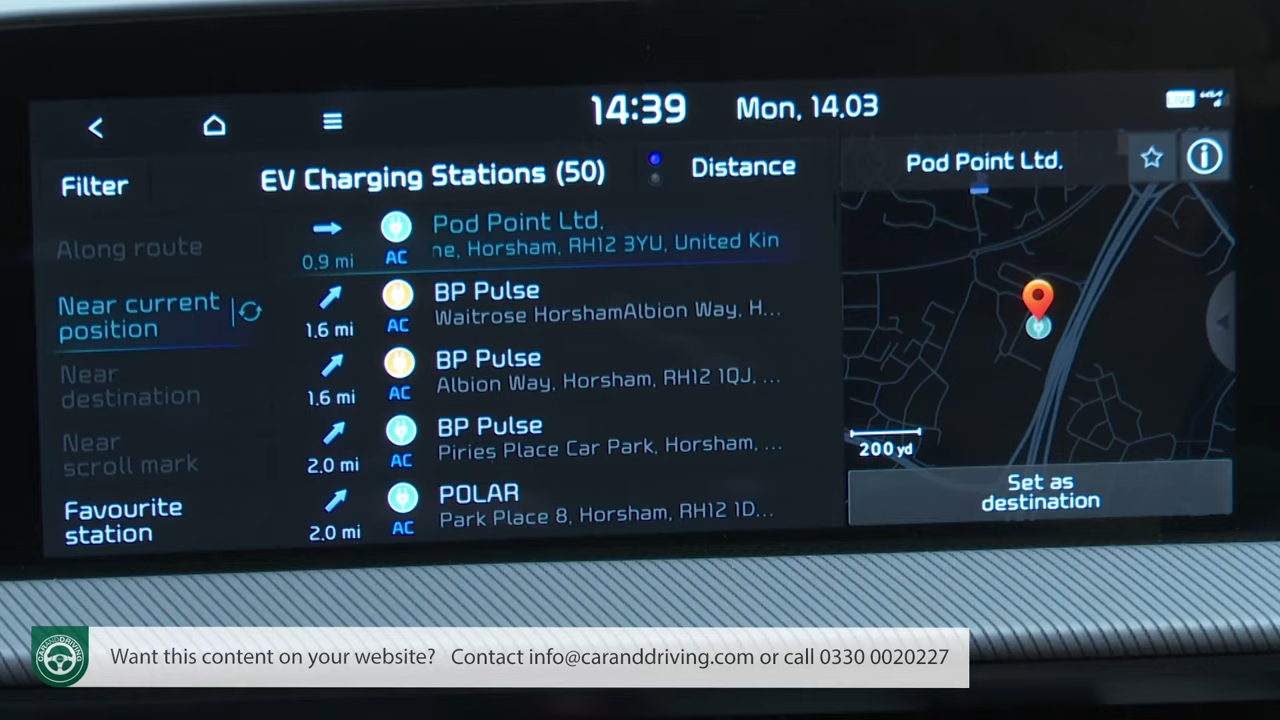 14:39 Mon, 14.03
LIVE
Filter
EV Charging Stations (50)
Distance
Along route
Near current
position
Near
destination
Near
scroll mark
Favourite
station
Pod Point Ltd.
ne, Horsham, RH12 3YU, United Kin
0.9 mi AC
BP Pulse
Waitrose HorshamAlbion Way, H...
1.6 mi AC
BP Pulse
Albion Way, Horsham, RH12 1QJ, ...
1.6 mi AC
BP Pulse
Piries Place Car Park, Horsham, ...
2.0 mi AC
POLAR
Park Place 8, Horsham, RH12 1D...
2.0 mi AC
Pod Point Ltd.
200 yd
Set as
destination
CARANDDRIVING
Want this content on your website? Contact info@caranddriving.com or call 0330 0020227